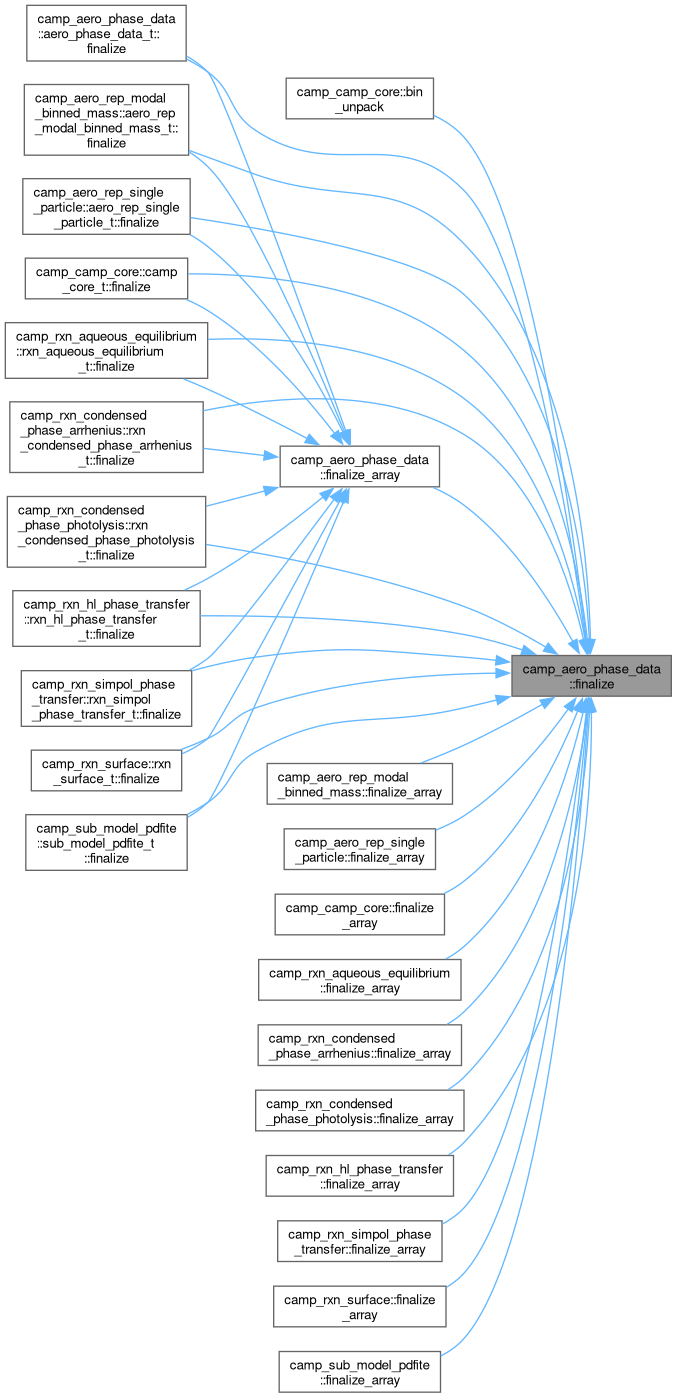 camp_aero_phase_data
::aero_phase_data_t::
finalize
camp_camp_core::bin
_unpack
camp_aero_rep_modal
_binned_mass::aero_rep
_modal_binned_mass_t::
finalize
camp_aero_rep_single
_particle::aero_rep_single
_particle_t::finalize
camp_camp_core::camp
_core_t::finalize
camp_rxn_aqueous_equilibrium
::rxn_aqueous_equilibrium
_t::finalize
camp_rxn_condensed
_phase_arrhenius::rxn
_condensed_phase_arrhenius
_t::finalize
camp_aero_phase_data
::finalize_array
camp_rxn_condensed
_phase_photolysis::rxn
_condensed_phase_photolysis
_t::finalize
camp_rxn_hl_phase_transfer
::rxn_hl_phase_transfer
_t::finalize
camp_aero_phase_data
::finalize
camp_rxn_simpol_phase
_transfer::rxn_simpol
_phase_transfer_t::finalize
camp_rxn_surface::rxn
_surface_t::finalize
camp_aero_rep_modal
_binned_mass::finalize_array
camp_sub_model_pdfite
::sub_model_pdfite_t
::finalize
camp_aero_rep_single
_particle::finalize_array
camp_camp_core::finalize
_array
camp_rxn_aqueous_equilibrium
::finalize_array
camp_rxn_condensed
_phase_arrhenius::finalize_array
camp_rxn_condensed
_phase_photolysis::finalize_array
camp_rxn_hl_phase_transfer
::finalize_array
camp_rxn_simpol_phase
_transfer::finalize_array
camp_rxn_surface::finalize
_array
camp_sub_model_pdfite
::finalize_array